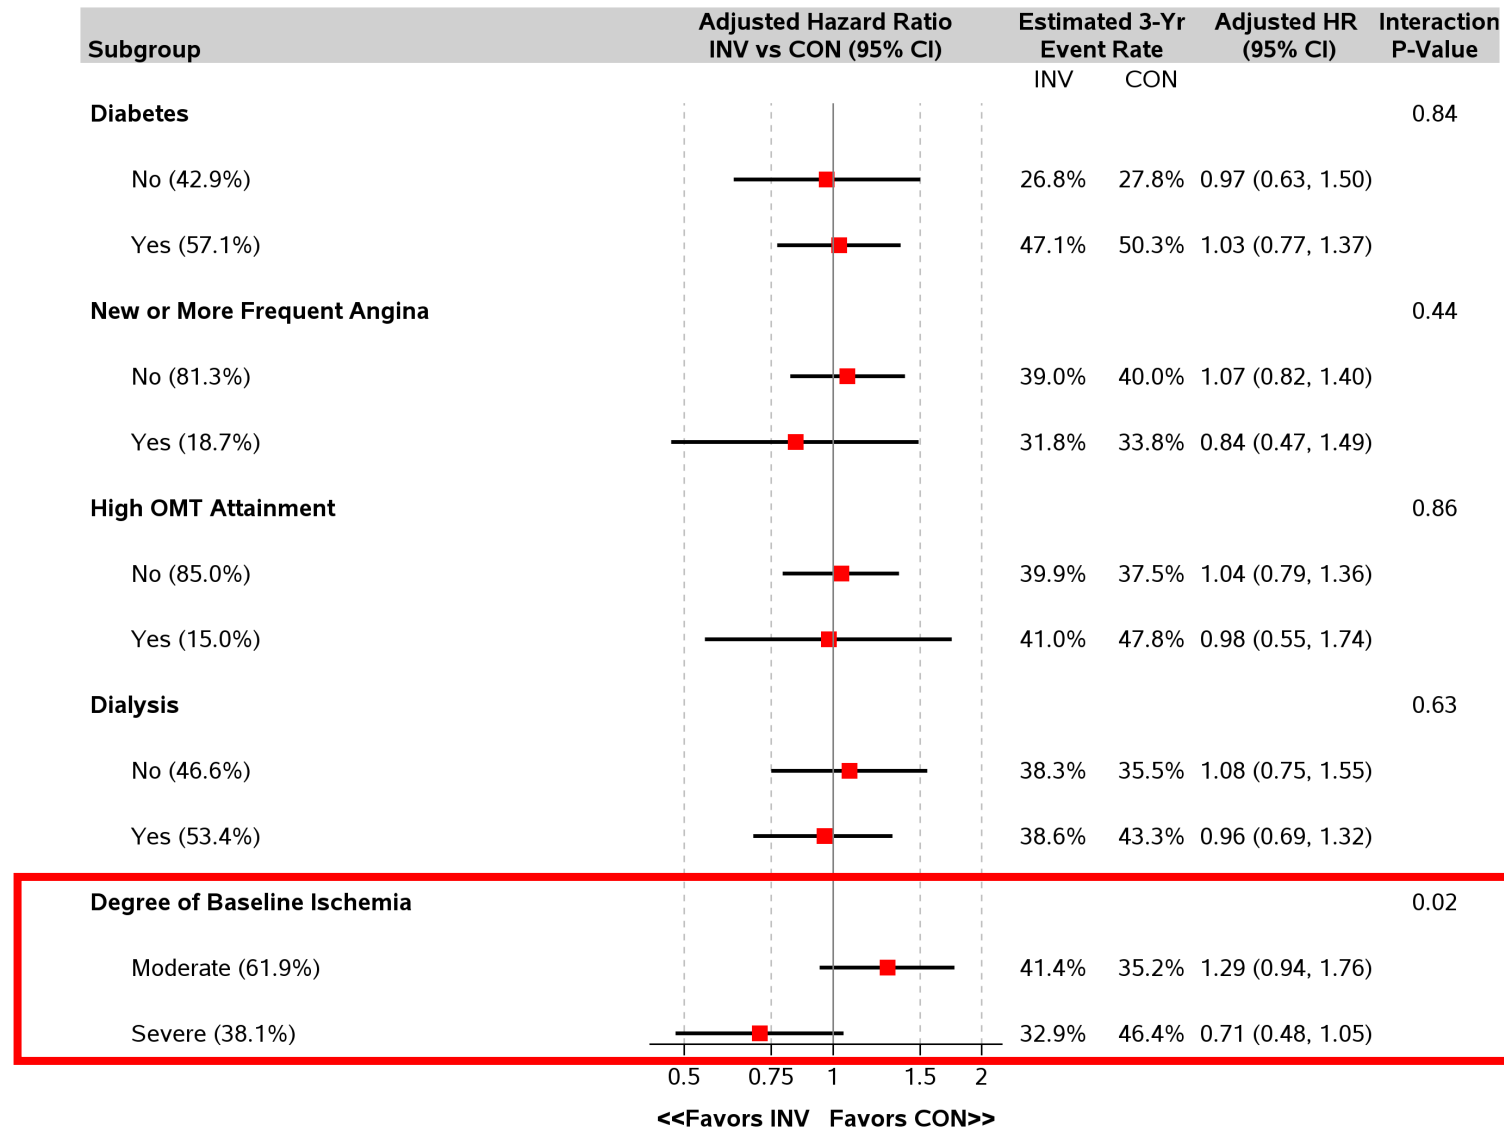 Subgroup Adjusted Hazard Ratio INV vs CON (95% CI) Estimated 3-Yr Event Rate Adjusted HR (95% CI) Interaction P-Value
INV CON
Diabetes 0.84
No (42.9%) 26.8% 27.8% 0.97 (0.63, 1.50)
Yes (57.1%) 47.1% 50.3% 1.03 (0.77, 1.37)
New or More Frequent Angina 0.44
No (81.3%) 39.0% 40.0% 1.07 (0.82, 1.40)
Yes (18.7%) 31.8% 33.8% 0.84 (0.47, 1.49)
High OMT Attainment 0.86
No (85.0%) 39.9% 37.5% 1.04 (0.79, 1.36)
Yes (15.0%) 41.0% 47.8% 0.98 (0.55, 1.74)
Dialysis 0.63
No (46.6%) 38.3% 35.5% 1.08 (0.75, 1.55)
Yes (53.4%) 38.6% 43.3% 0.96 (0.69, 1.32)
Degree of Baseline Ischemia 0.02
Moderate (61.9%) 41.4% 35.2% 1.29 (0.94, 1.76)
Severe (38.1%) 32.9% 46.4% 0.71 (0.48, 1.05)
0.5 0.75 1 1.5 2
<<Favors INV Favors CON>>